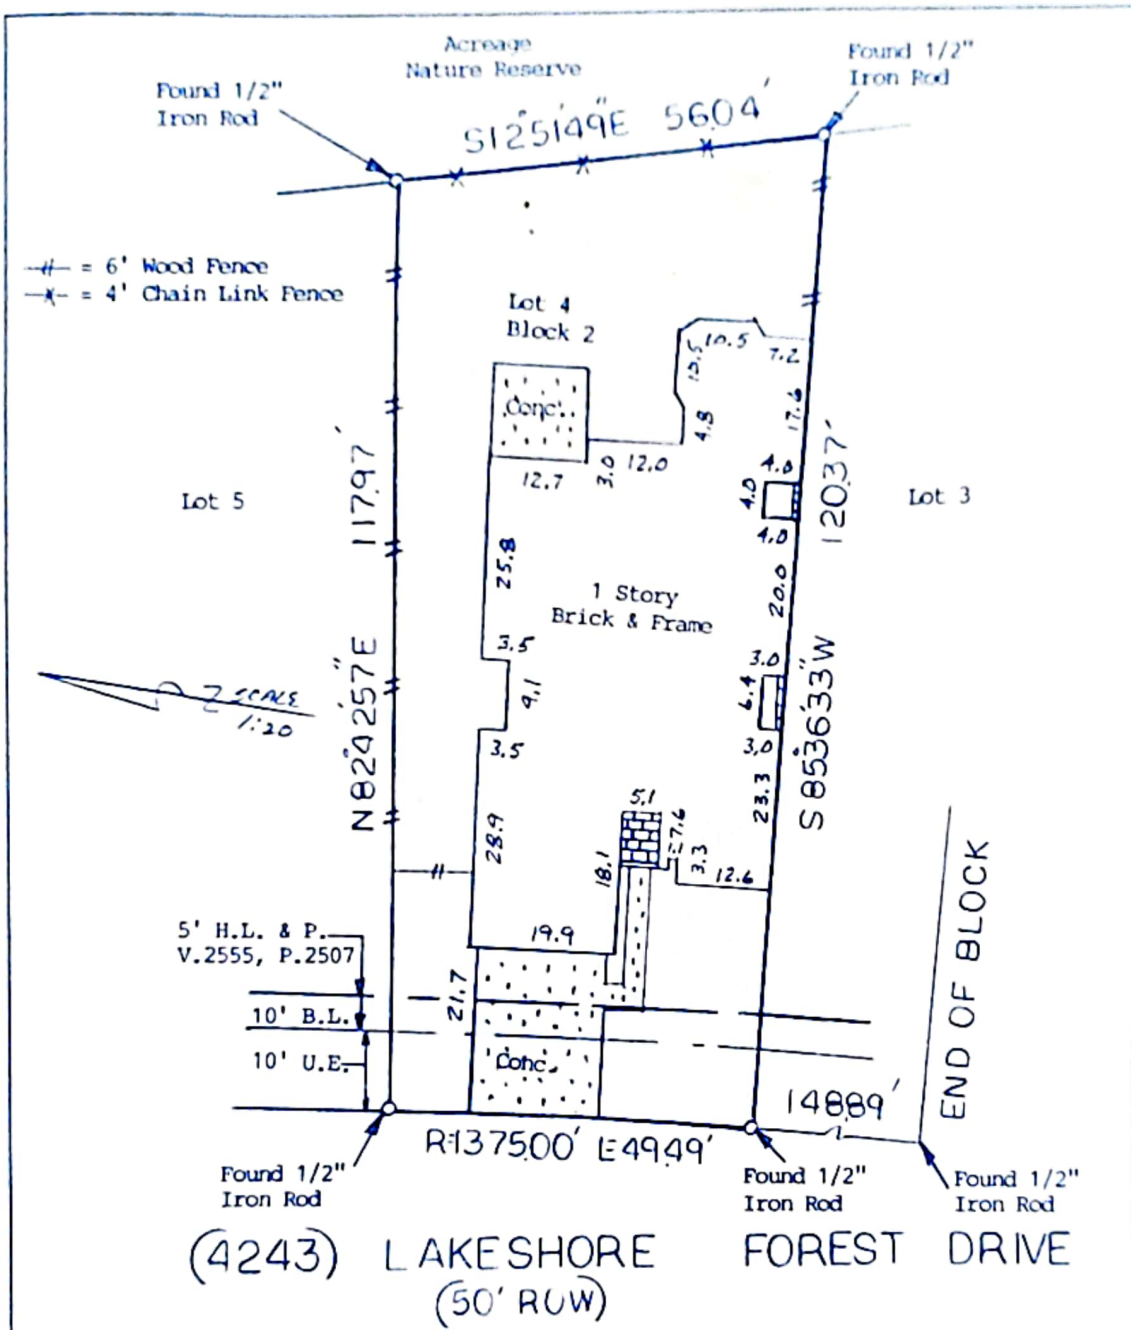 Acreage
Nature Reserve
Found 1/2"
Iron Rod
Found 1/2"
Iron Rod
S12°51'49"E 56.04'
-//- = 6' Wood Fence
-x- = 4' Chain Link Fence
Lot 4
Block 2
10.5
10.5
7.2
17.6
4.8
Conc.
12.7
3.0
12.0
4.0
4.0
4.0
Lot 5
117.97'
N82°42'57"E
120.37'
S 85°36'33"W
Lot 3
25.8
20.0
1 Story
Brick & Frame
3.5
9.1
3.5
3.0
6.4
3.0
SCALE
1:20
23.3
28.9
5.1
7.6
3.3
18.1
12.6
5' H.L. & P.
V.2555, P.2507
19.9
21.7
10' B.L.
10' U.E.
Conc.
END OF BLOCK
148.89'
R=1375.00' L=49.49'
Found 1/2"
Iron Rod
Found 1/2"
Iron Rod
Found 1/2"
Iron Rod
(4243) LAKESHORE FOREST DRIVE
(50' ROW)